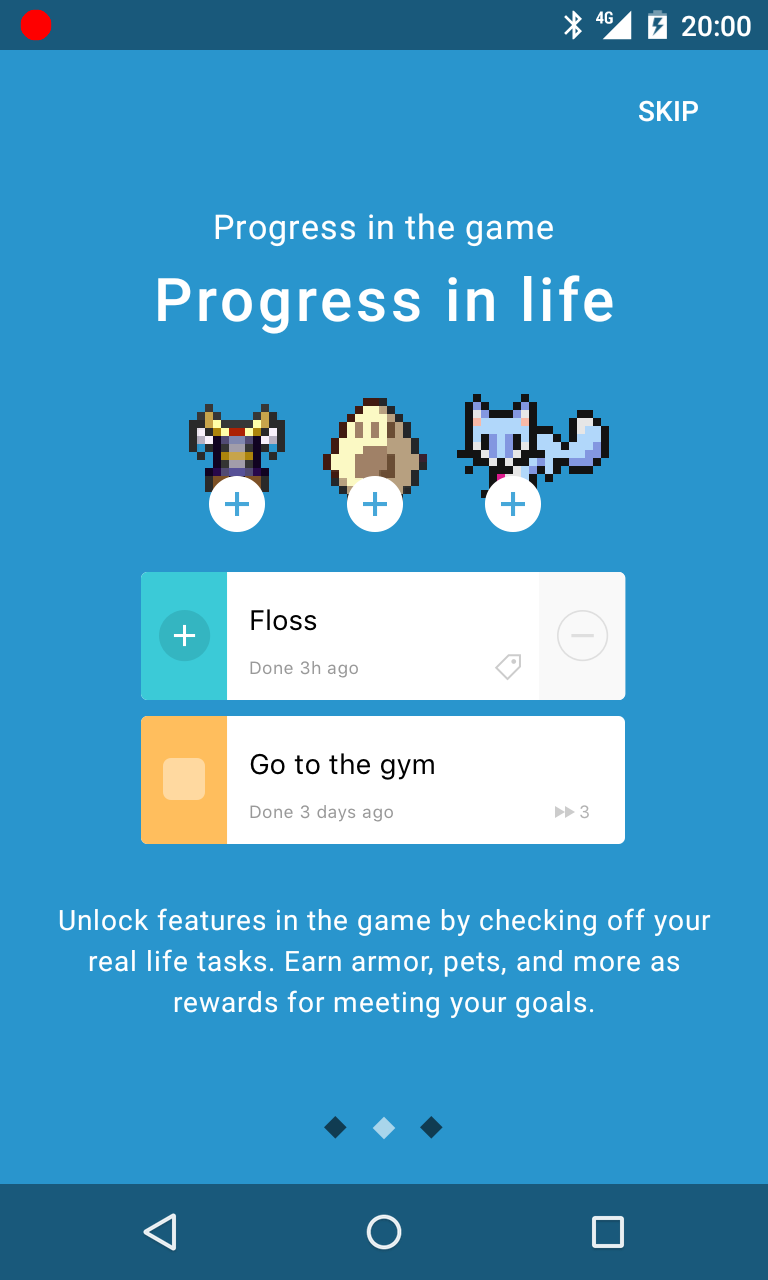 4G 20:00
SKIP
Progress in the game
Progress in life
Floss
Done 3h ago
Go to the gym
Done 3 days ago
3
Unlock features in the game by checking off your
real life tasks. Earn armor, pets, and more as
rewards for meeting your goals.